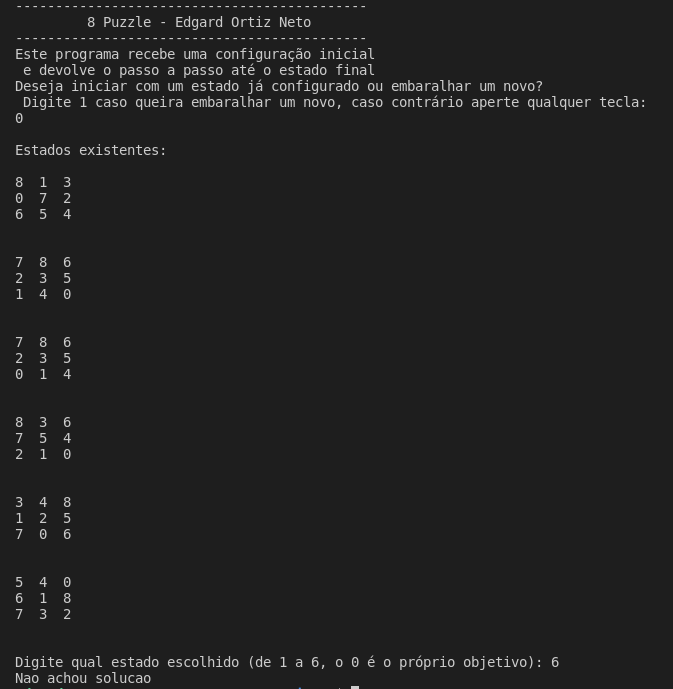 ----------------------------------------------
8 Puzzle - Edgard Ortiz Neto
----------------------------------------------
Este programa recebe uma configuração inicial
e devolve o passo a passo até o estado final
Deseja iniciar com um estado já configurado ou embaralhar um novo?
Digite 1 caso queira embaralhar um novo, caso contrário aperte qualquer tecla:
0
Estados existentes:
8 1 3
0 7 2
6 5 4
7 8 6
2 3 5
1 4 0
7 8 6
2 3 5
0 1 4
8 3 6
7 5 4
2 1 0
3 4 8
1 2 5
7 0 6
5 4 0
6 1 8
7 3 2
Digite qual estado escolhido (de 1 a 6, o 0 é o próprio objetivo): 6
Nao achou solucao